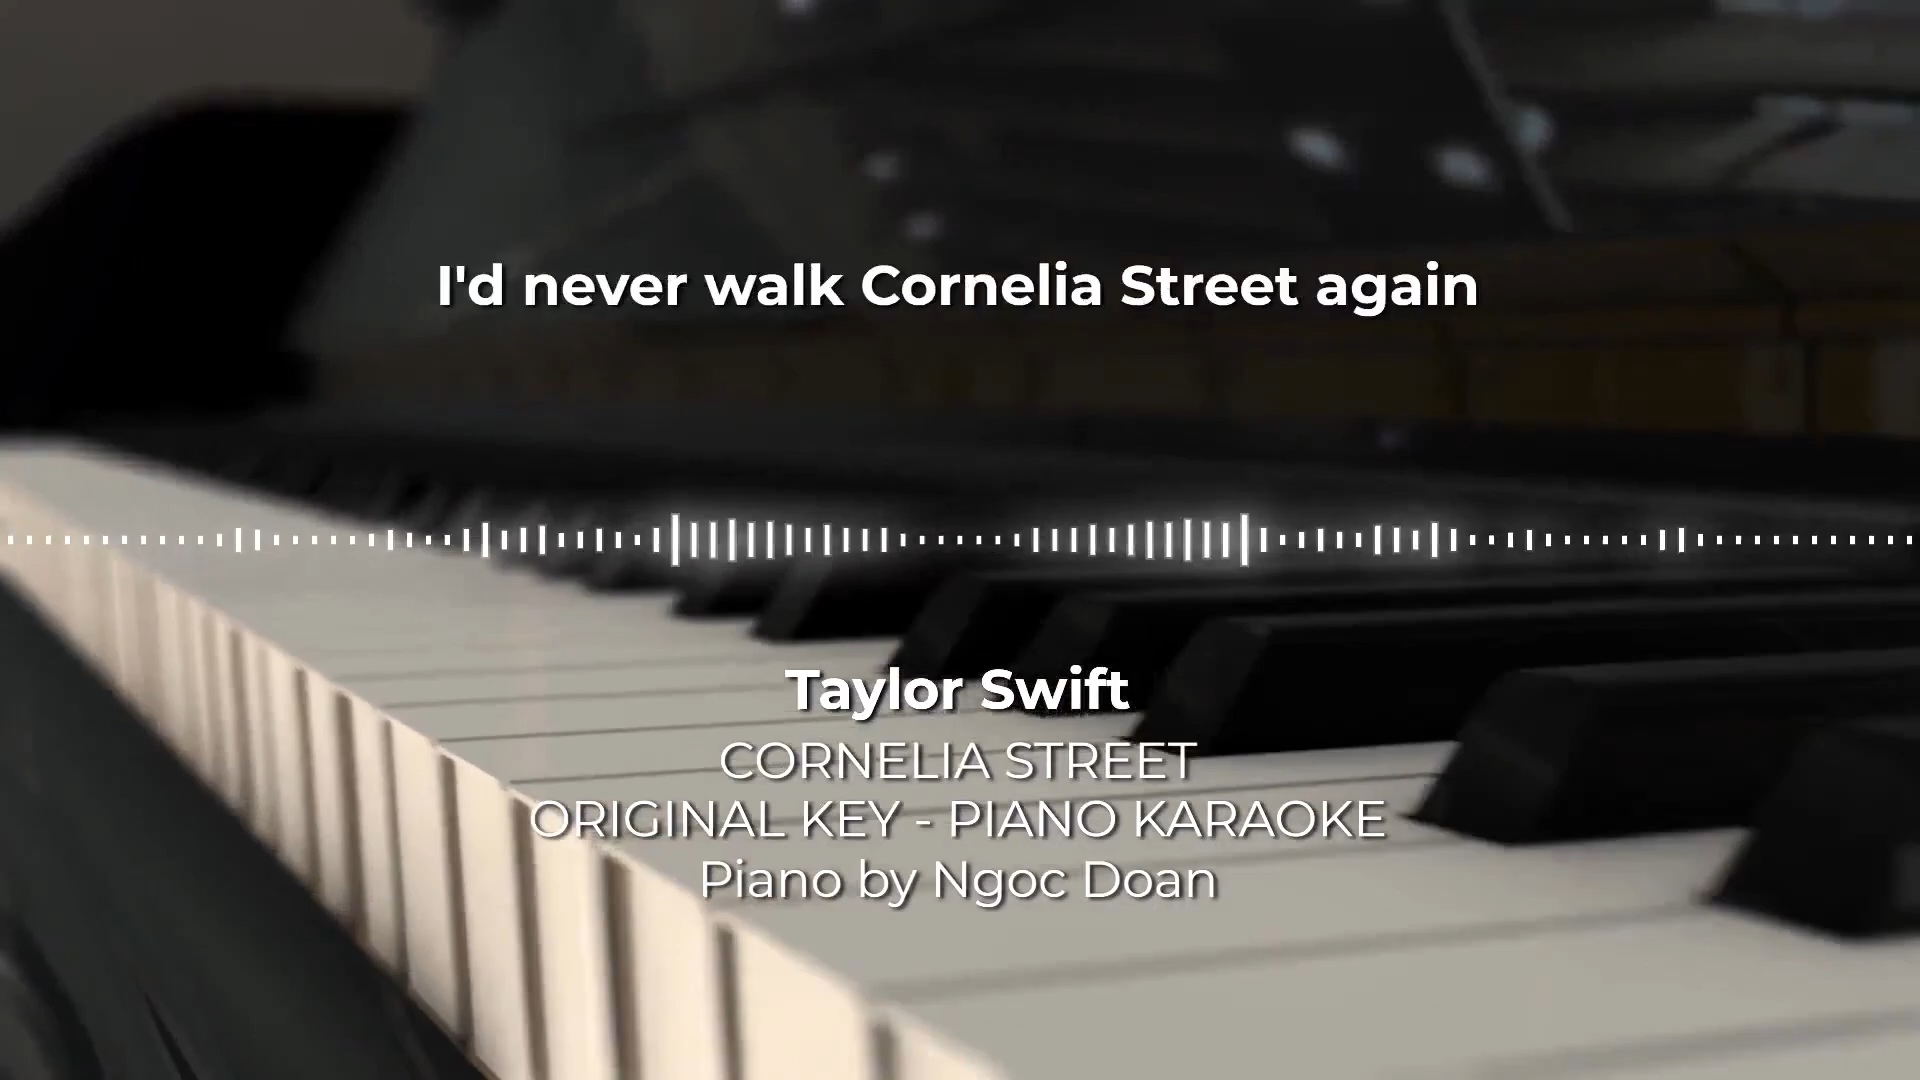 I'd never walk Cornelia Street again
Taylor Swift
CORNELIA STREET
ORIGINAL KEY - PIANO KARAOKE
Piano by Ngoc Doan